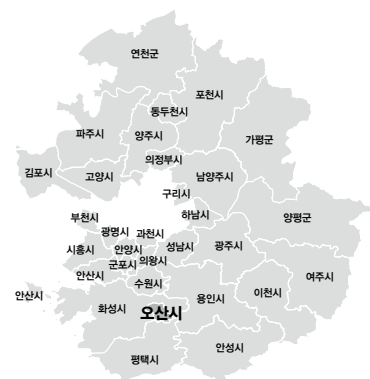 연천군
포천시
동두천시
파주시
양주시
가평군
의정부시
김포시
고양시
남양주시
구리시
부천시
하남시
양평군
광명시
과천시
시흥시
안양시
성남시
광주시
군포시
의왕시
안산시
수원시
여주시
안산시
용인시
이천시
화성시
오산시
안성시
평택시